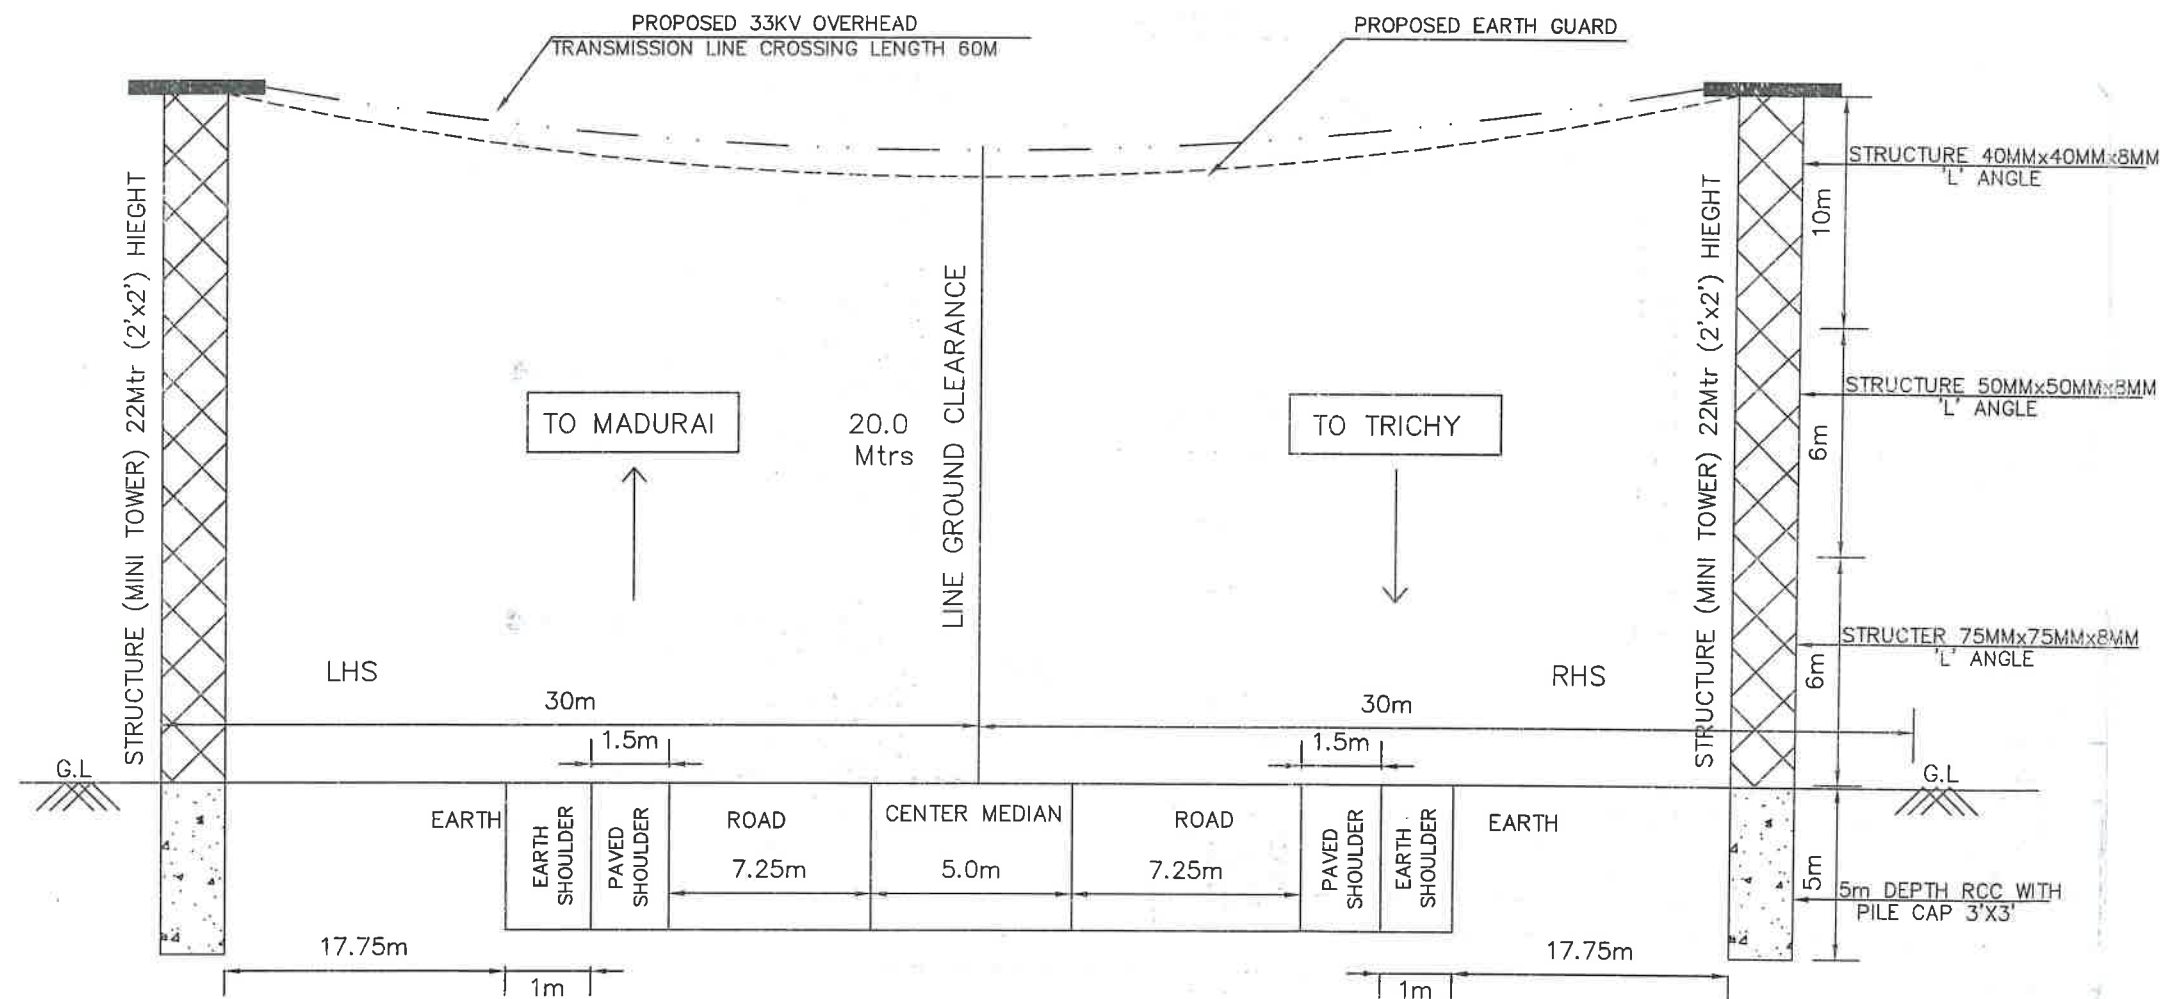 PROPOSED 33KV OVERHEAD
TRANSMISSION LINE CROSSING LENGTH 60M
PROPOSED EARTH GUARD
STRUCTURE (MINI TOWER) 22Mtr (2'x2') HIEGHT
TO MADURAI
20.0
Mtrs
LINE GROUND CLEARANCE
TO TRICHY
STRUCTURE (MINI TOWER) 22Mtr (2'x2') HIEGHT
10m
STRUCTURE 40MMx40MMx8MM
'L' ANGLE
6m
STRUCTURE 50MMx50MMx8MM
'L' ANGLE
6m
STRUCTER 75MMx75MMx8MM
'L' ANGLE
LHS
RHS
30m
30m
1.5m
1.5m
G.L
G.L
EARTH
EARTH
SHOULDER
PAVED
SHOULDER
ROAD
7.25m
CENTER MEDIAN
5.0m
ROAD
7.25m
PAVED
SHOULDER
EARTH
SHOULDER
EARTH
5m
5m DEPTH RCC WITH
PILE CAP 3'X3'
17.75m
1m
1m
17.75m